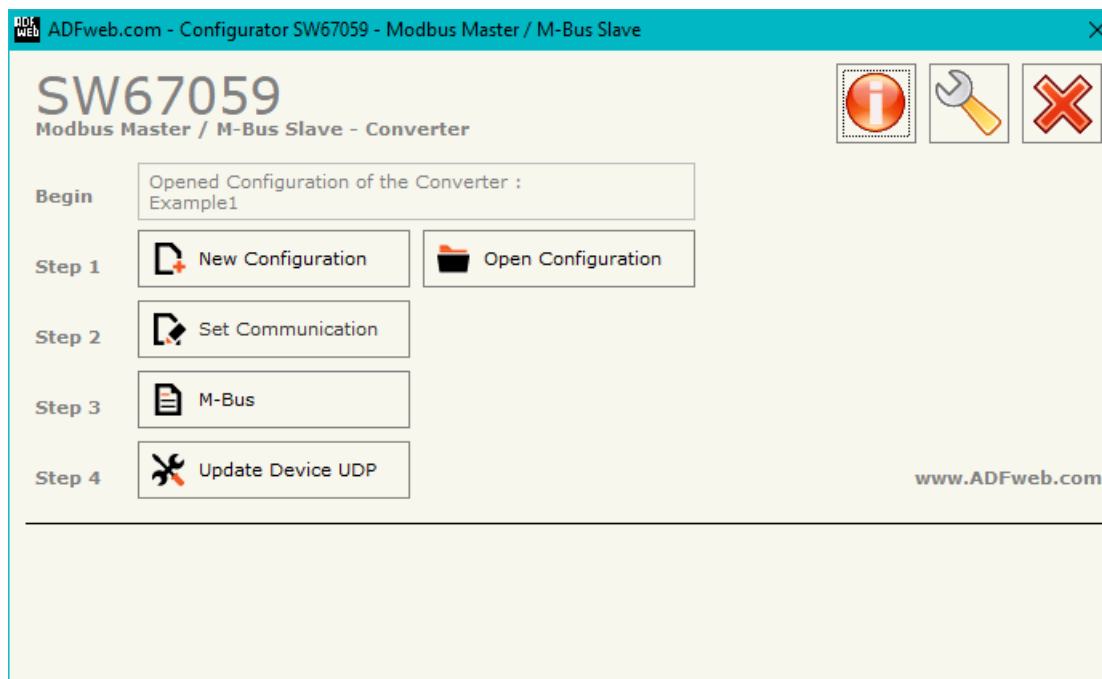 ADF
WEB
ADFweb.com - Configurator SW67059 - Modbus Master / M-Bus Slave
SW67059
Modbus Master / M-Bus Slave - Converter
Begin
Opened Configuration of the Converter :
Example1
Step 1
New Configuration
Open Configuration
Step 2
Set Communication
Step 3
M-Bus
Step 4
Update Device UDP
www.ADFweb.com